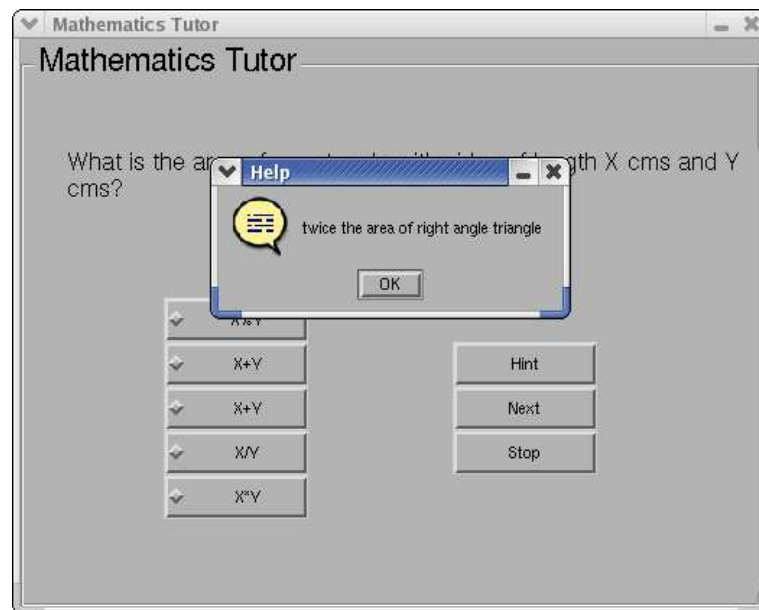 Mathematics Tutor
Mathematics Tutor
What is the ar length X cms and Y
cms?
Help
twice the area of right angle triangle
OK
X+Y
Hint
X+Y
Next
X/Y
Stop
X*Y